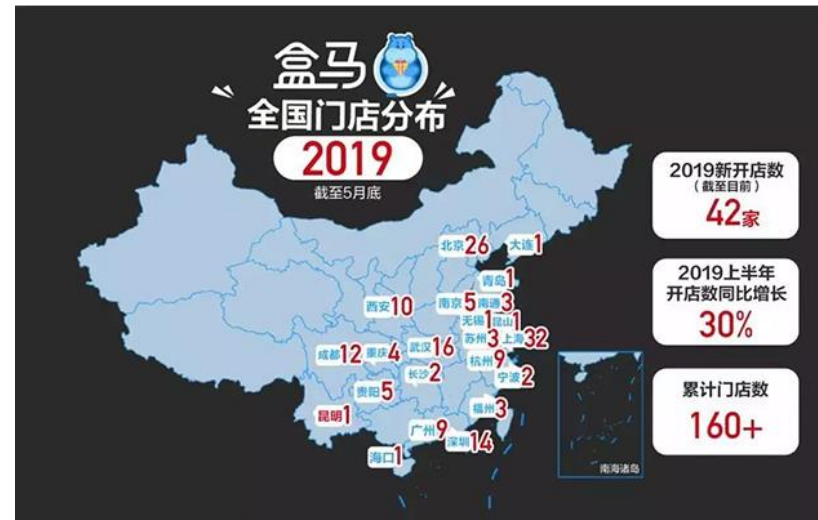 盒马
全国门店分布
2019
截至5月底
2019新开店数
（截至目前）
42家
2019上半年
开店数同比增长
30%
累计门店数
160+
北京26
大连1
青岛1
西安10
南京5
南通3
无锡1
昆山1
苏州3
上海32
成都12
重庆4
武汉16
杭州9
长沙2
宁波2
贵阳5
昆明1
福州3
广州9
深圳14
海口1
南海诸岛